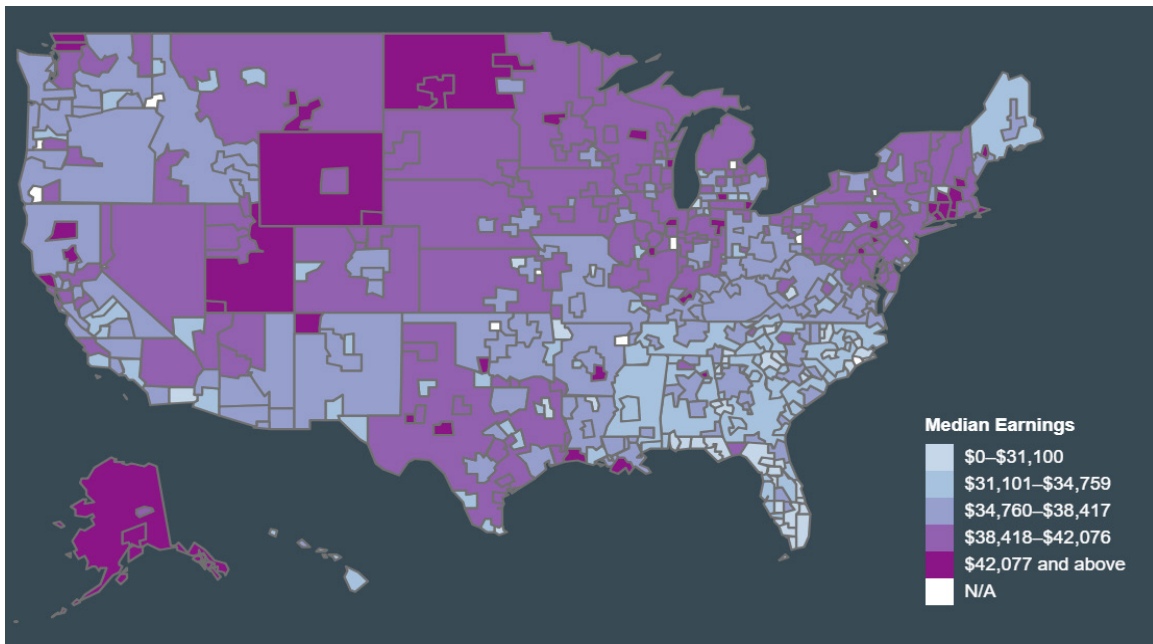 Median Earnings
$0–$31,100
$31,101–$34,759
$34,760–$38,417
$38,418–$42,076
$42,077 and above
N/A